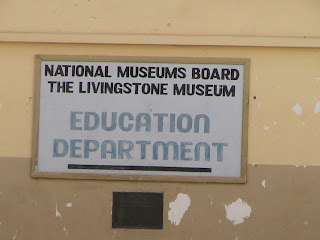 NATIONAL MUSEUMS BOARD
THE LIVINGSTONE MUSEUM
EDUCATION
DEPARTMENT